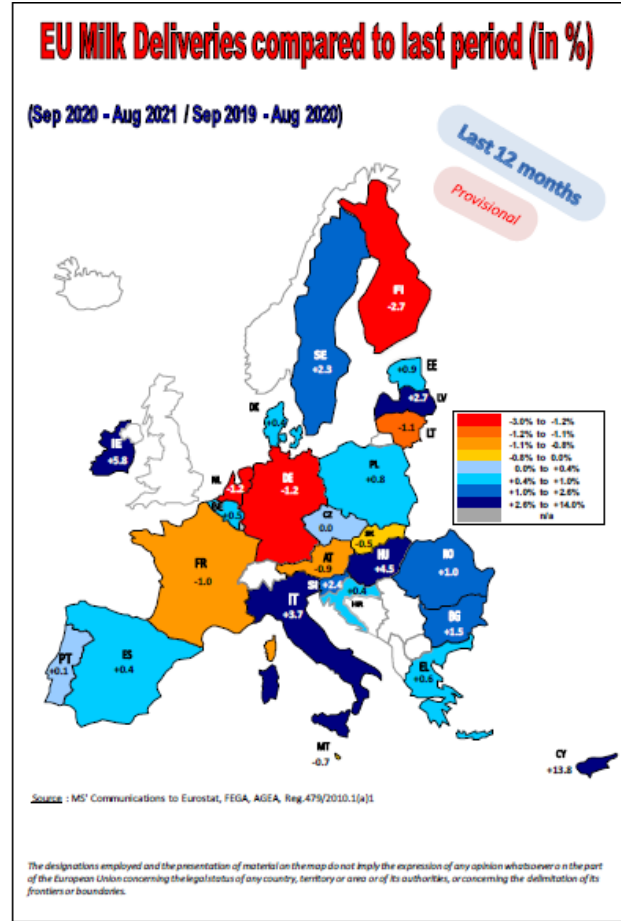 EU Milk Deliveries compared to last period (in %)
(Sep 2020 - Aug 2021 / Sep 2019 - Aug 2020)
Last 12 months
Provisional
FI
-2.7
SE
+2.3
EE
+0.9
LV
+2.7
LT
-1.1
DK
+0.4
IE
+5.8
NL
-1.2
DE
-1.2
PL
+0.8
BE
+0.5
CZ
0.0
SK
-0.5
FR
-1.0
AT
-0.9
HU
+4.5
RO
+1.0
SI
+2.4
HR
+0.4
IT
+3.7
BG
+1.5
PT
+0.1
ES
+0.4
EL
+0.6
MT
-0.7
CY
+13.8
-3.0% to -1.2%
-1.2% to -1.1%
-1.1% to -0.8%
-0.8% to 0.0%
0.0% to +0.4%
+0.4% to +1.0%
+1.0% to +2.6%
+2.6% to +14.0%
n/a
Source : MS' Communications to Eurostat, FEGA, AGEA, Reg.479/2010.1(a)1
The designations employed and the presentation of material on the map do not imply the expression of any opinion whatsoever o n the part
of the European Union concerning the legal status of any country, territory or area or of its authorities, or concerning the delimitation of its
frontiers or boundaries.